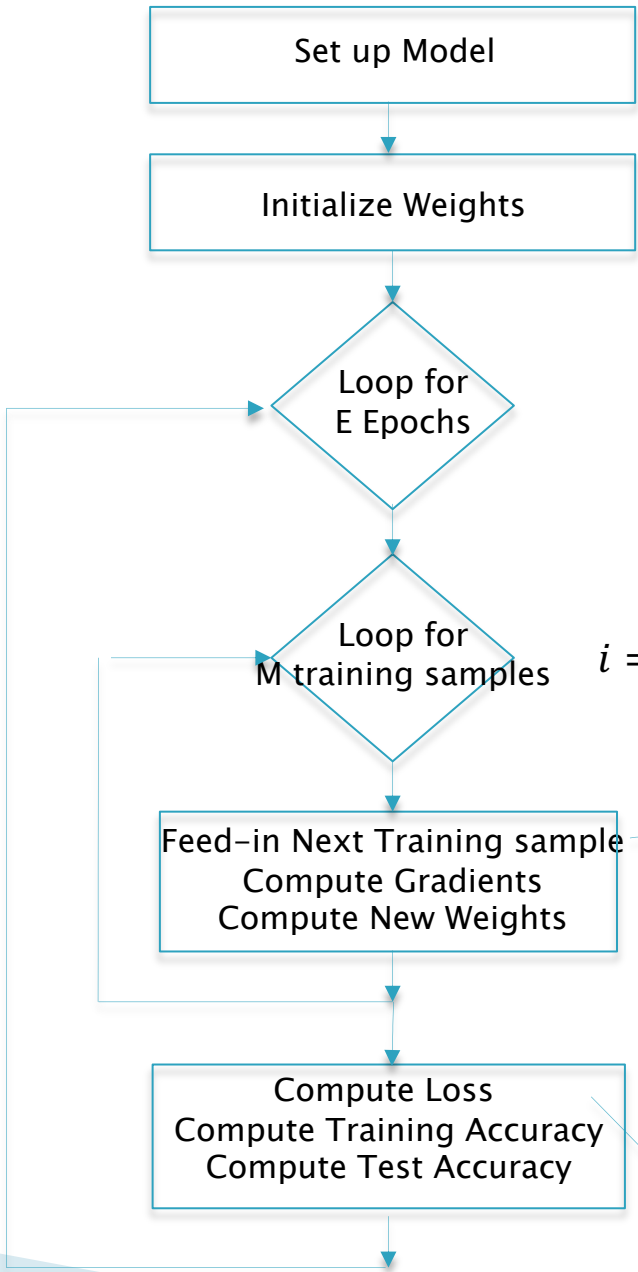 Set up Model
Initialize Weights
Loop for
E Epochs
Loop for
M training samples
i =
Feed-in Next Training sample
Compute Gradients
Compute New Weights
Compute Loss
Compute Training Accuracy
Compute Test Accuracy